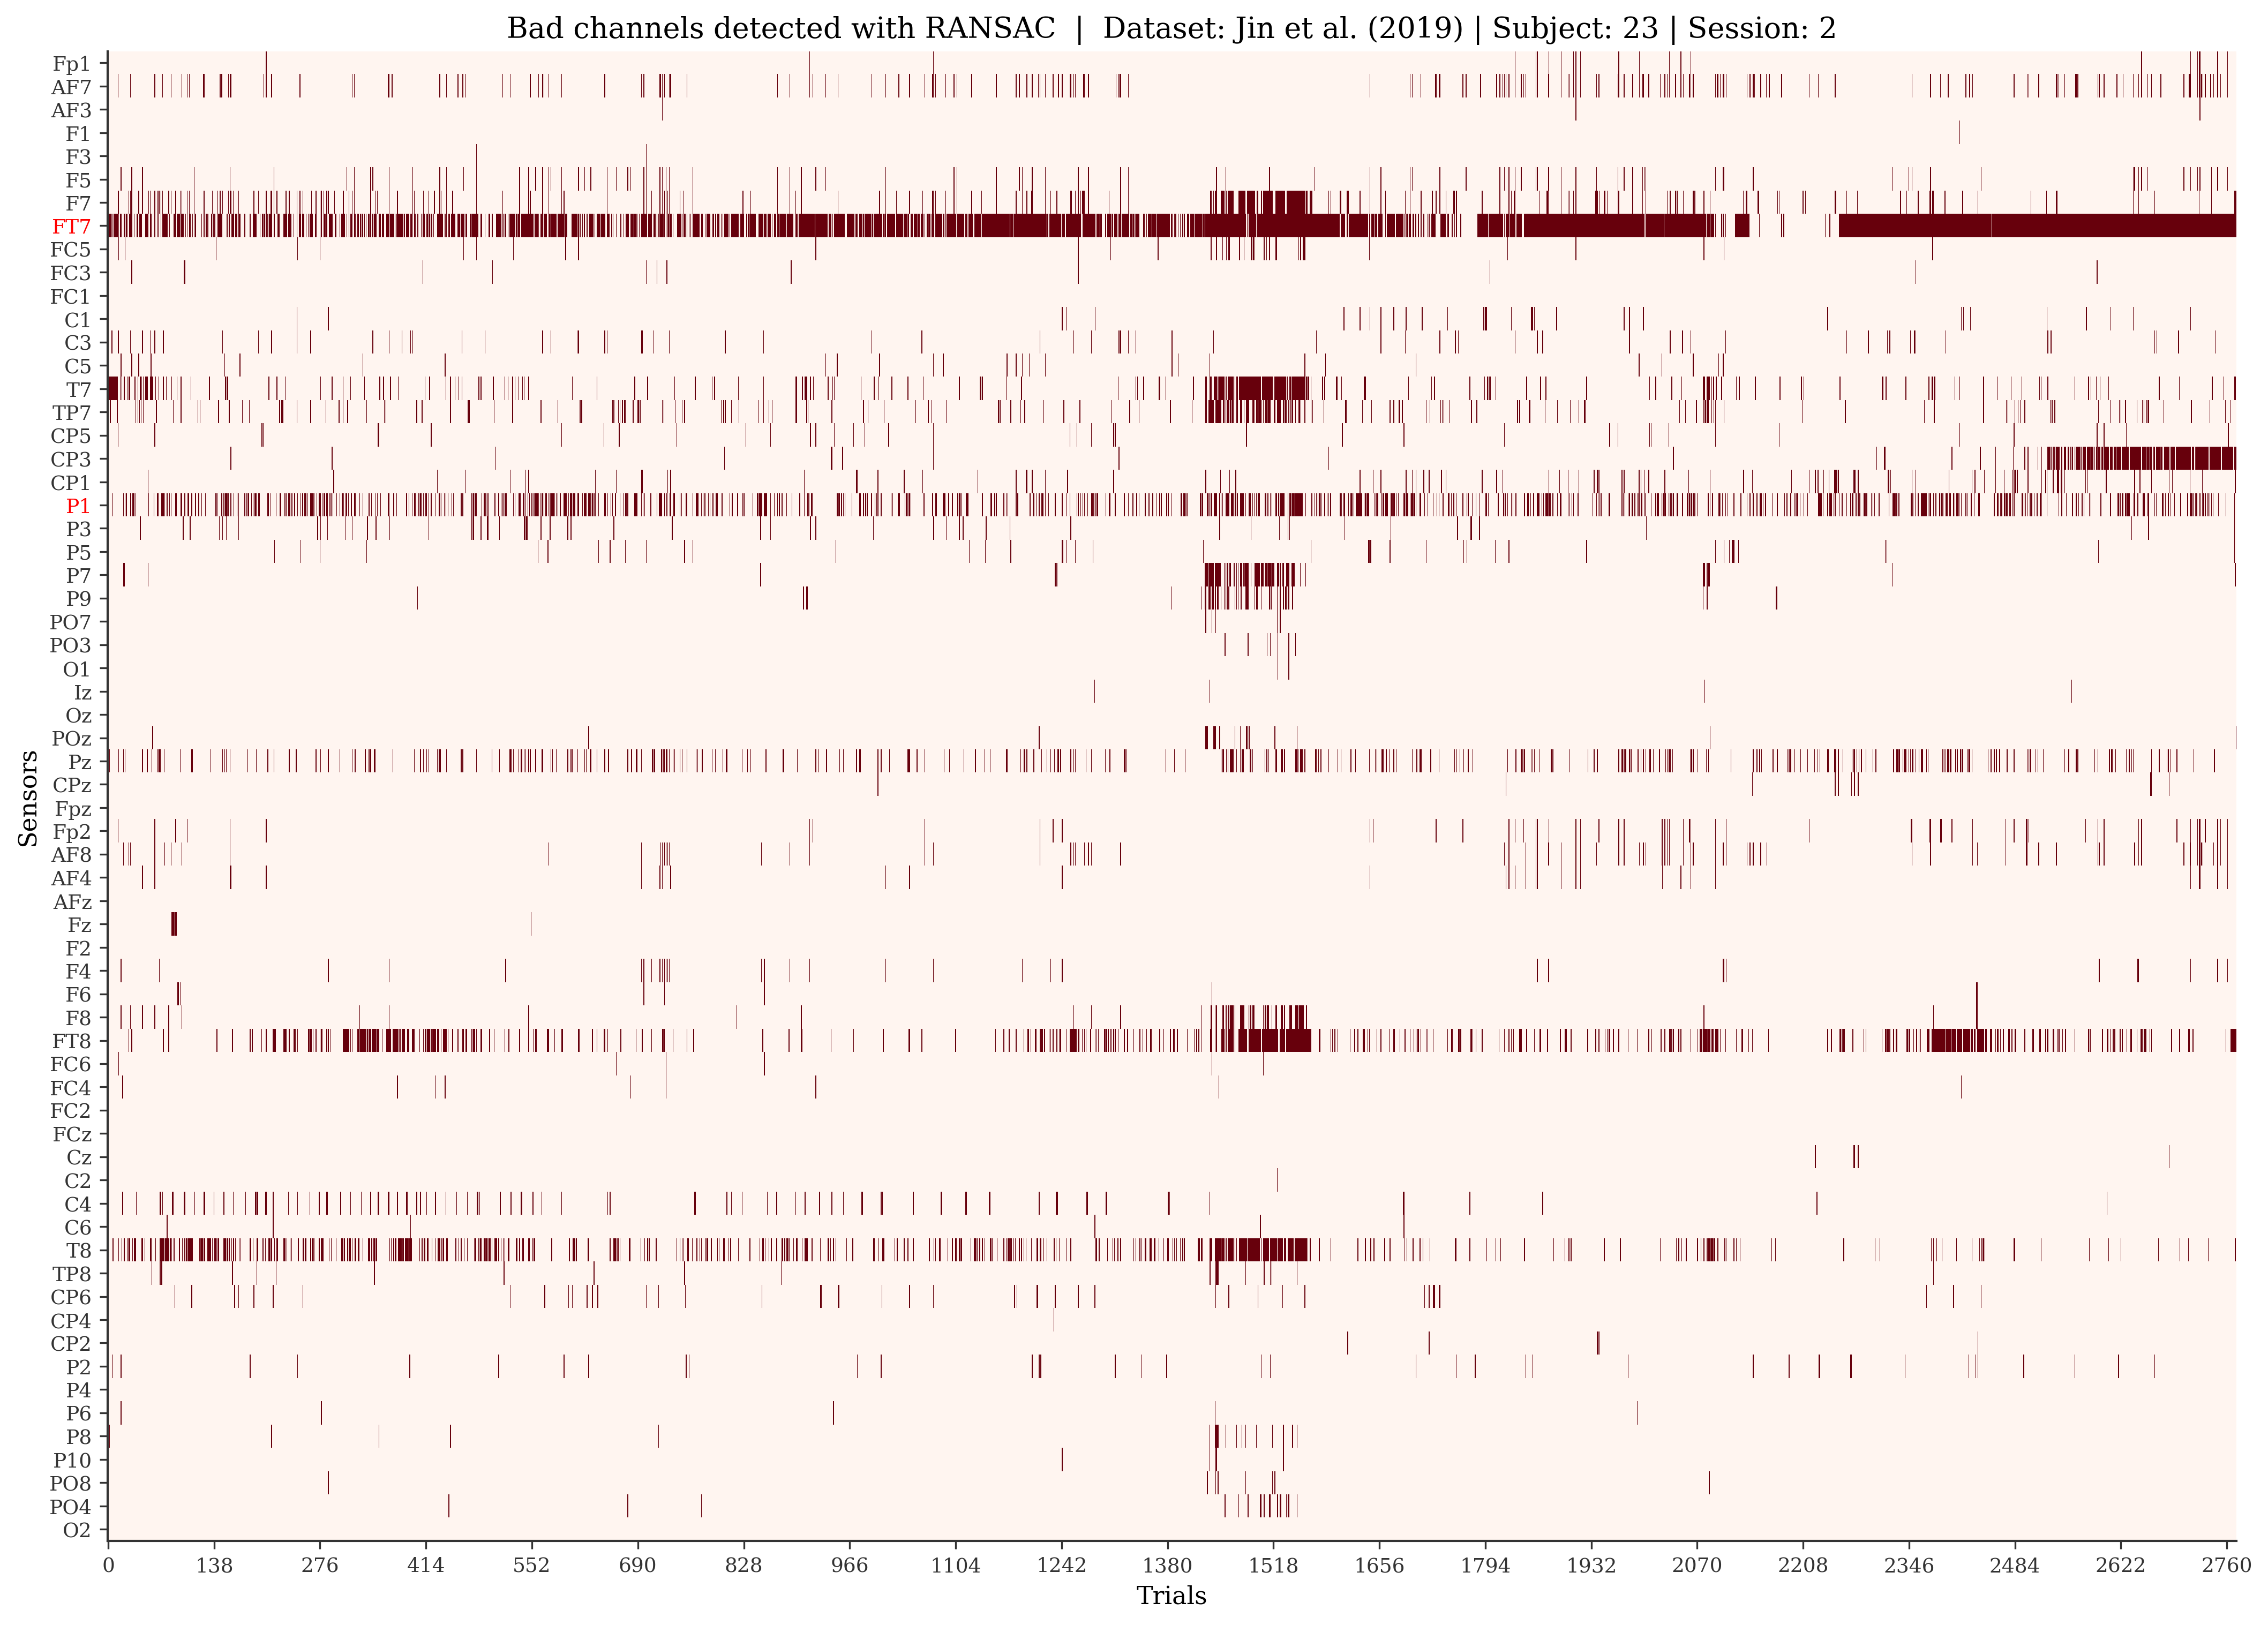 Bad channels detected with RANSAC | Dataset: Jin et al. (2019) | Subject: 23 | Session: 2
Sensors
Fp1
AF7
AF3
F1
F3
F5
F7
FT7
FC5
FC3
FC1
C1
C3
C5
T7
TP7
CP5
CP3
CP1
P1
P3
P5
P7
P9
PO7
PO3
O1
Iz
Oz
POz
Pz
CPz
Fpz
Fp2
AF8
AF4
AFz
Fz
F2
F4
F6
F8
FT8
FC6
FC4
FC2
FCz
Cz
C2
C4
C6
T8
TP8
CP6
CP4
CP2
P2
P4
P6
P8
P10
PO8
PO4
O2
0 138 276 414 552 690 828 966 1104 1242 1380 1518 1656 1794 1932 2070 2208 2346 2484 2622 2760
Trials